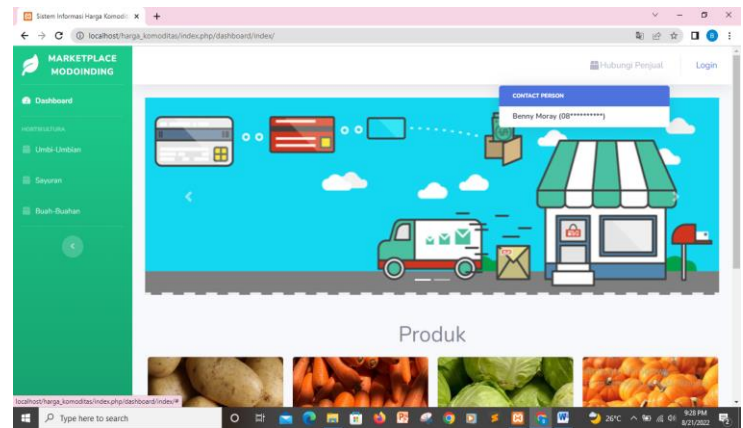 Sistem Informasi Harga Komodit
localhost/harga_komoditas/index.php/dashboard/index/
MARKETPLACE
MODOINDING
Hubungi Penjual
Login
CONTACT PERSON
Benny Moray (08**********)
Dashboard
HORTIKULTURA
Umbi-Umbian
Sayuran
Buah-Buahan
Produk
localhost/harga_komoditas/index.php/dashboard/index/#
Type here to search
26°C
9:28 PM
8/21/2022